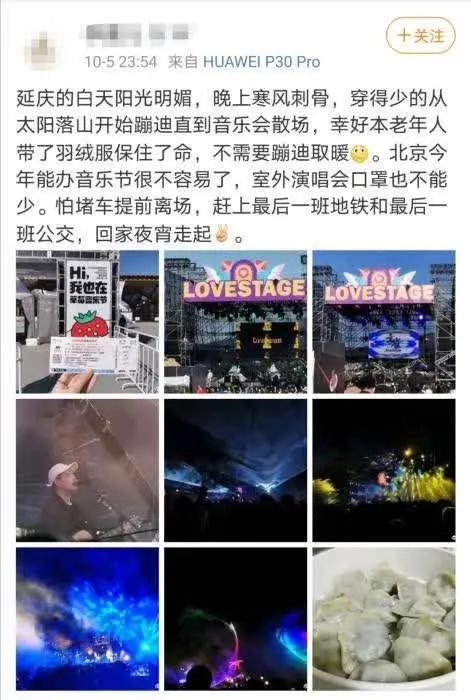 +关注
10-5 23:54 来自 HUAWEI P30 Pro
延庆的白天阳光明媚，晚上寒风刺骨，穿得少的从
太阳落山开始蹦迪直到音乐会散场，幸好本老年人
带了羽绒服保住了命，不需要蹦迪取暖。北京今
年能办音乐节很不容易了，室外演唱会口罩也不能
少。怕堵车提前离场，赶上最后一班地铁和最后一
班公交，回家夜宵走起✌。
Hi,
我也在
草莓音乐节
LOVESTAGE
LOVESTAGE